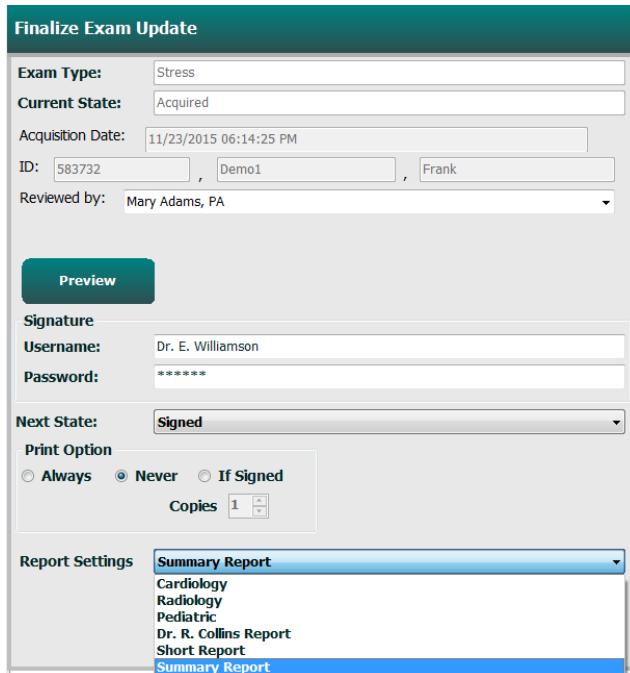 Finalize Exam Update
Exam Type: Stress
Current State: Acquired
Acquisition Date: 11/23/2015 06:14:25 PM
ID: 583732 , Demo1 , Frank
Reviewed by: Mary Adams, PA
Preview
Signature
Username: Dr. E. Williamson
Password: ******
Next State: Signed
Print Option
Always Never If Signed
Copies 1
Report Settings Summary Report
Cardiology
Radiology
Pediatric
Dr. R. Collins Report
Short Report
Summary Report